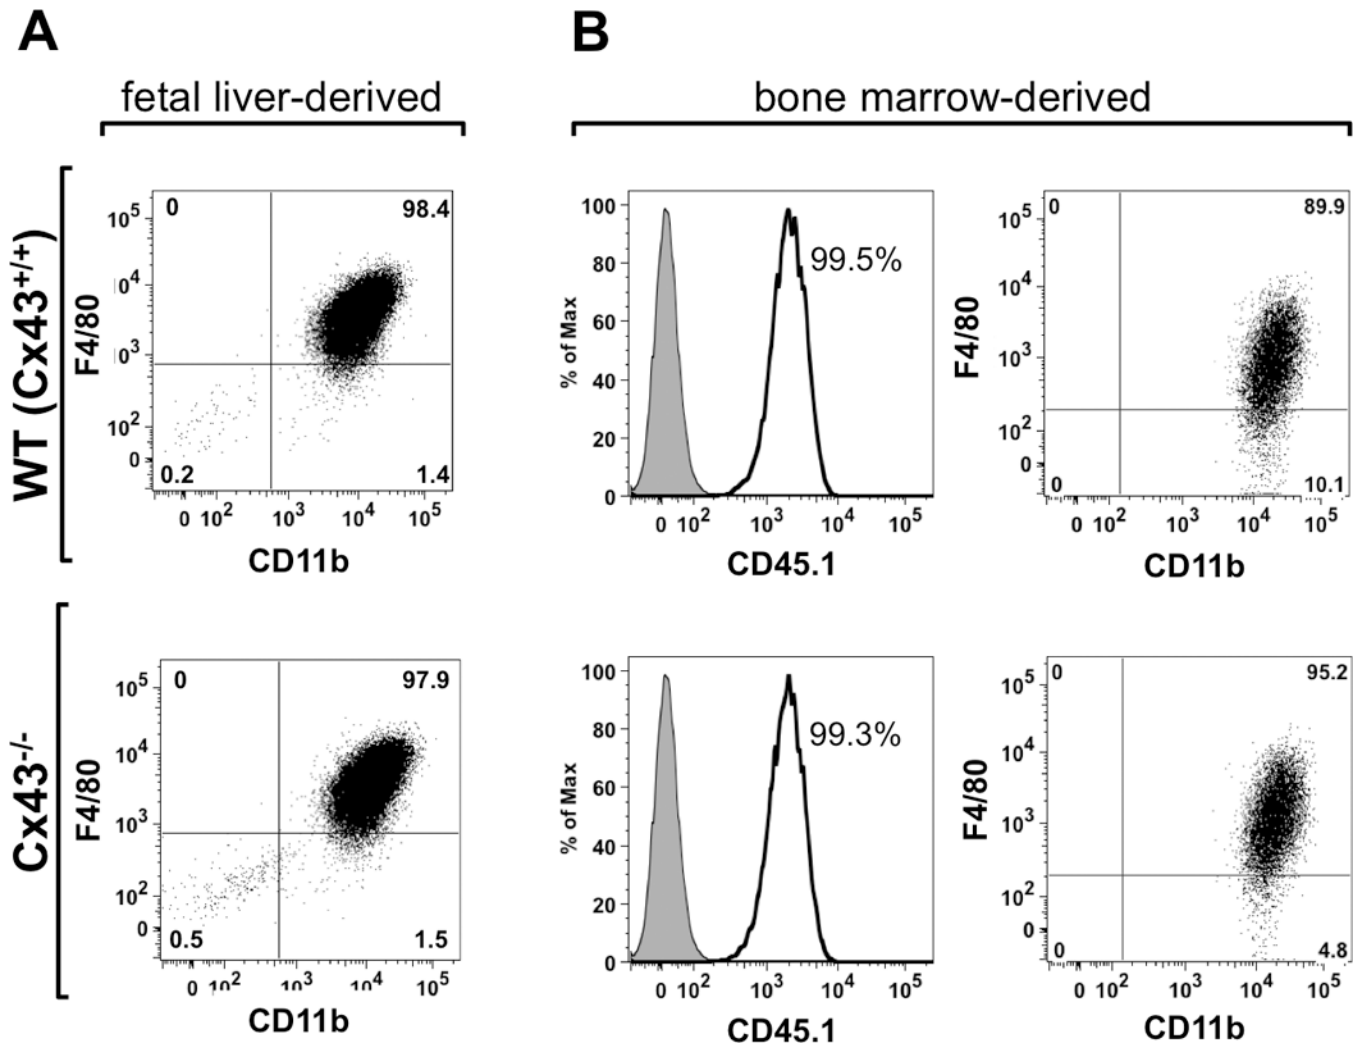 A
B
fetal liver-derived
bone marrow-derived
WT (Cx43+/+)
F4/80
10^5
0^4
0^3
10^2
0
0
98.4
0.2
1.4
0 10^2 10^3 10^4 10^5
CD11b
% of Max
100
80
60
40
20
0
99.5%
0 10^2 10^3 10^4 10^5
CD45.1
F4/80
10^5
10^4
10^3
10^2
0
0
89.9
0
10.1
0 10^2 10^3 10^4 10^5
CD11b
Cx43-/-
F4/80
10^5
10^4
10^3
10^2
0
0
97.9
0.5
1.5
0 10^2 10^3 10^4 10^5
CD11b
% of Max
100
80
60
40
20
0
99.3%
0 10^2 10^3 10^4 10^5
CD45.1
F4/80
10^5
10^4
10^3
10^2
0
0
95.2
0
4.8
0 10^2 10^3 10^4 10^5
CD11b